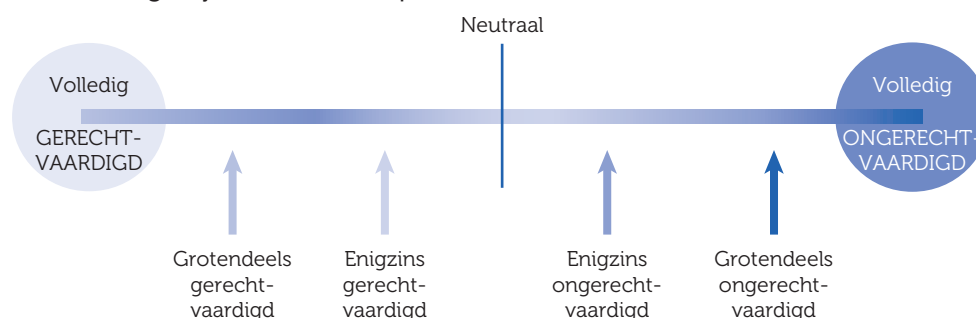 Neutraal
Volledig
GERECHT-
VAARDIGD
Volledig
ONGERECHT-
VAARDIGD
Grotendeels
gerecht-
vaardigd
Enigzins
gerecht-
vaardigd
Enigzins
ongerecht-
vaardigd
Grotendeels
ongerecht-
vaardigd